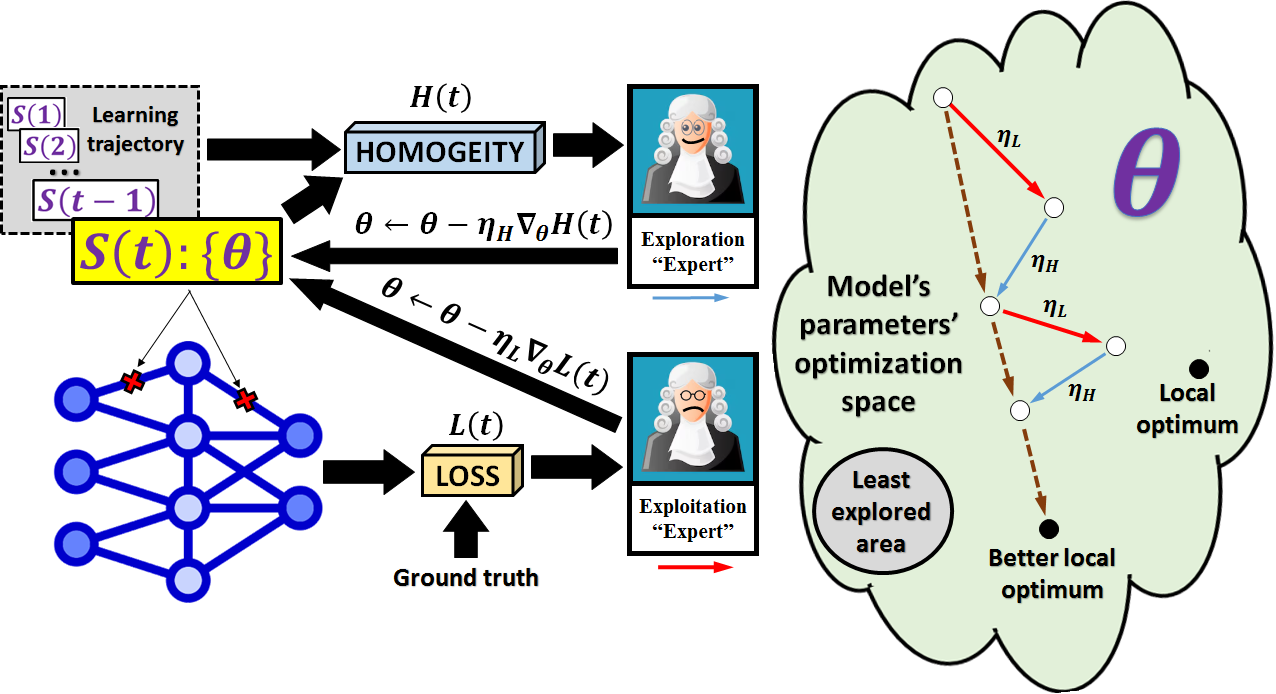 S(1)
S(2)
...
S(t − 1)
Learning
trajectory
S(t): {θ}
H(t)
HOMOGEITY
θ ← θ − η_H ∇_θ H(t)
Exploration
“Expert”
θ ← θ − η_L ∇_θ L(t)
L(t)
LOSS
Ground truth
Exploitation
“Expert”
θ
η_L
η_H
η_L
η_H
Model’s
parameters’
optimization
space
Local
optimum
Least
explored
area
Better local
optimum